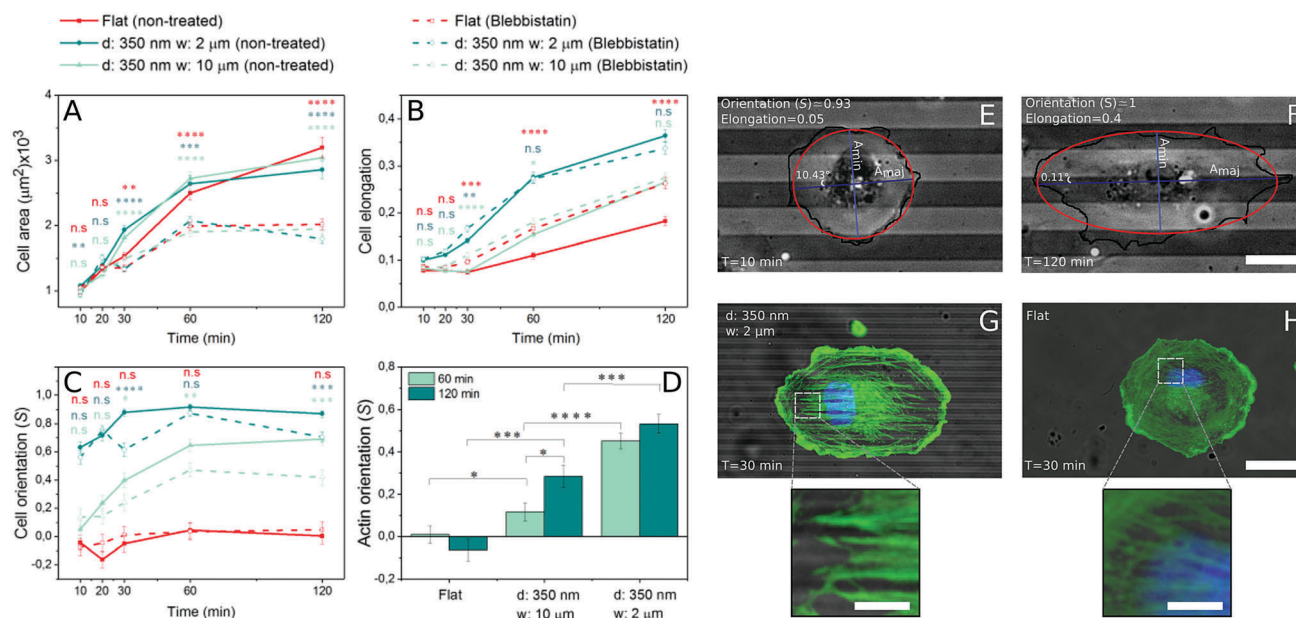 Flat (non-treated)
d: 350 nm w: 2 μm (non-treated)
d: 350 nm w: 10 μm (non-treated)
Flat (Blebbistatin)
d: 350 nm w: 2 μm (Blebbistatin)
d: 350 nm w: 10 μm (Blebbistatin)
A
Cell area (μm²)x10³
4
3
2
1
n.s
**
n.s
n.s
n.s
n.s
**
****
****
****
***
****
****
****
****
10 20 30 60 120
Time (min)
B
Cell elongation
0,4
0,3
0,2
0,1
0,0
n.s
n.s
n.s
n.s
n.s
n.s
***
**
****
****
n.s
*
****
n.s
n.s
10 20 30 60 120
Time (min)
C
Cell orientation (S)
1,0
0,8
0,6
0,4
0,2
0,0
-0,2
n.s
n.s
n.s
n.s
n.s
n.s
n.s
****
*
n.s
n.s
**
n.s
***
***
10 20 30 60 120
Time (min)
D
60 min
120 min
Actin orientation (S)
0,8
0,6
0,4
0,2
0,0
-0,2
*
***
*
****
***
Flat
d: 350 nm
w: 10 μm
d: 350 nm
w: 2 μm
E
Orientation (S)≃0.93
Elongation=0.05
10.43°
Amin
Amaj
T=10 min
F
Orientation (S)≃1
Elongation=0.4
0.11°
Amin
Amaj
T=120 min
G
d: 350 nm
w: 2 μm
T=30 min
H
Flat
T=30 min